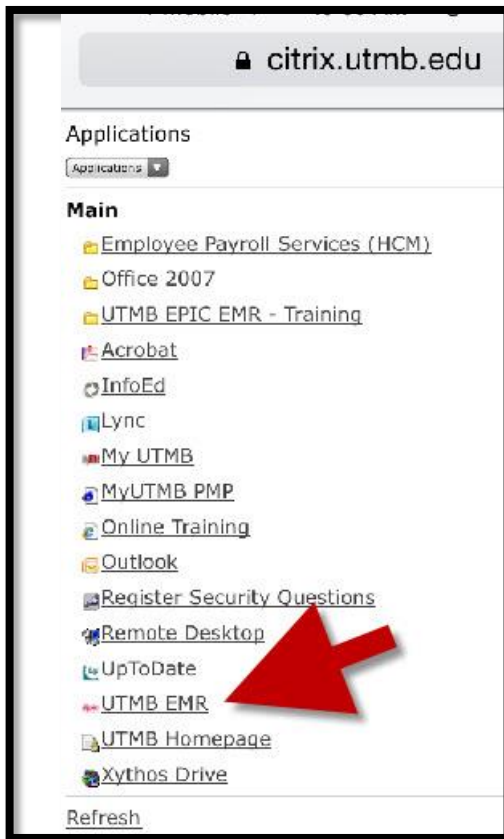 citrix.utmb.edu
Applications
Applications
Main
Employee Payroll Services (HCM)
Office 2007
UTMB EPIC EMR - Training
Acrobat
InfoEd
Lync
My UTMB
MyUTMB PMP
Online Training
Outlook
Register Security Questions
Remote Desktop
UpToDate
UTMB EMR
UTMB Homepage
Xythos Drive
Refresh